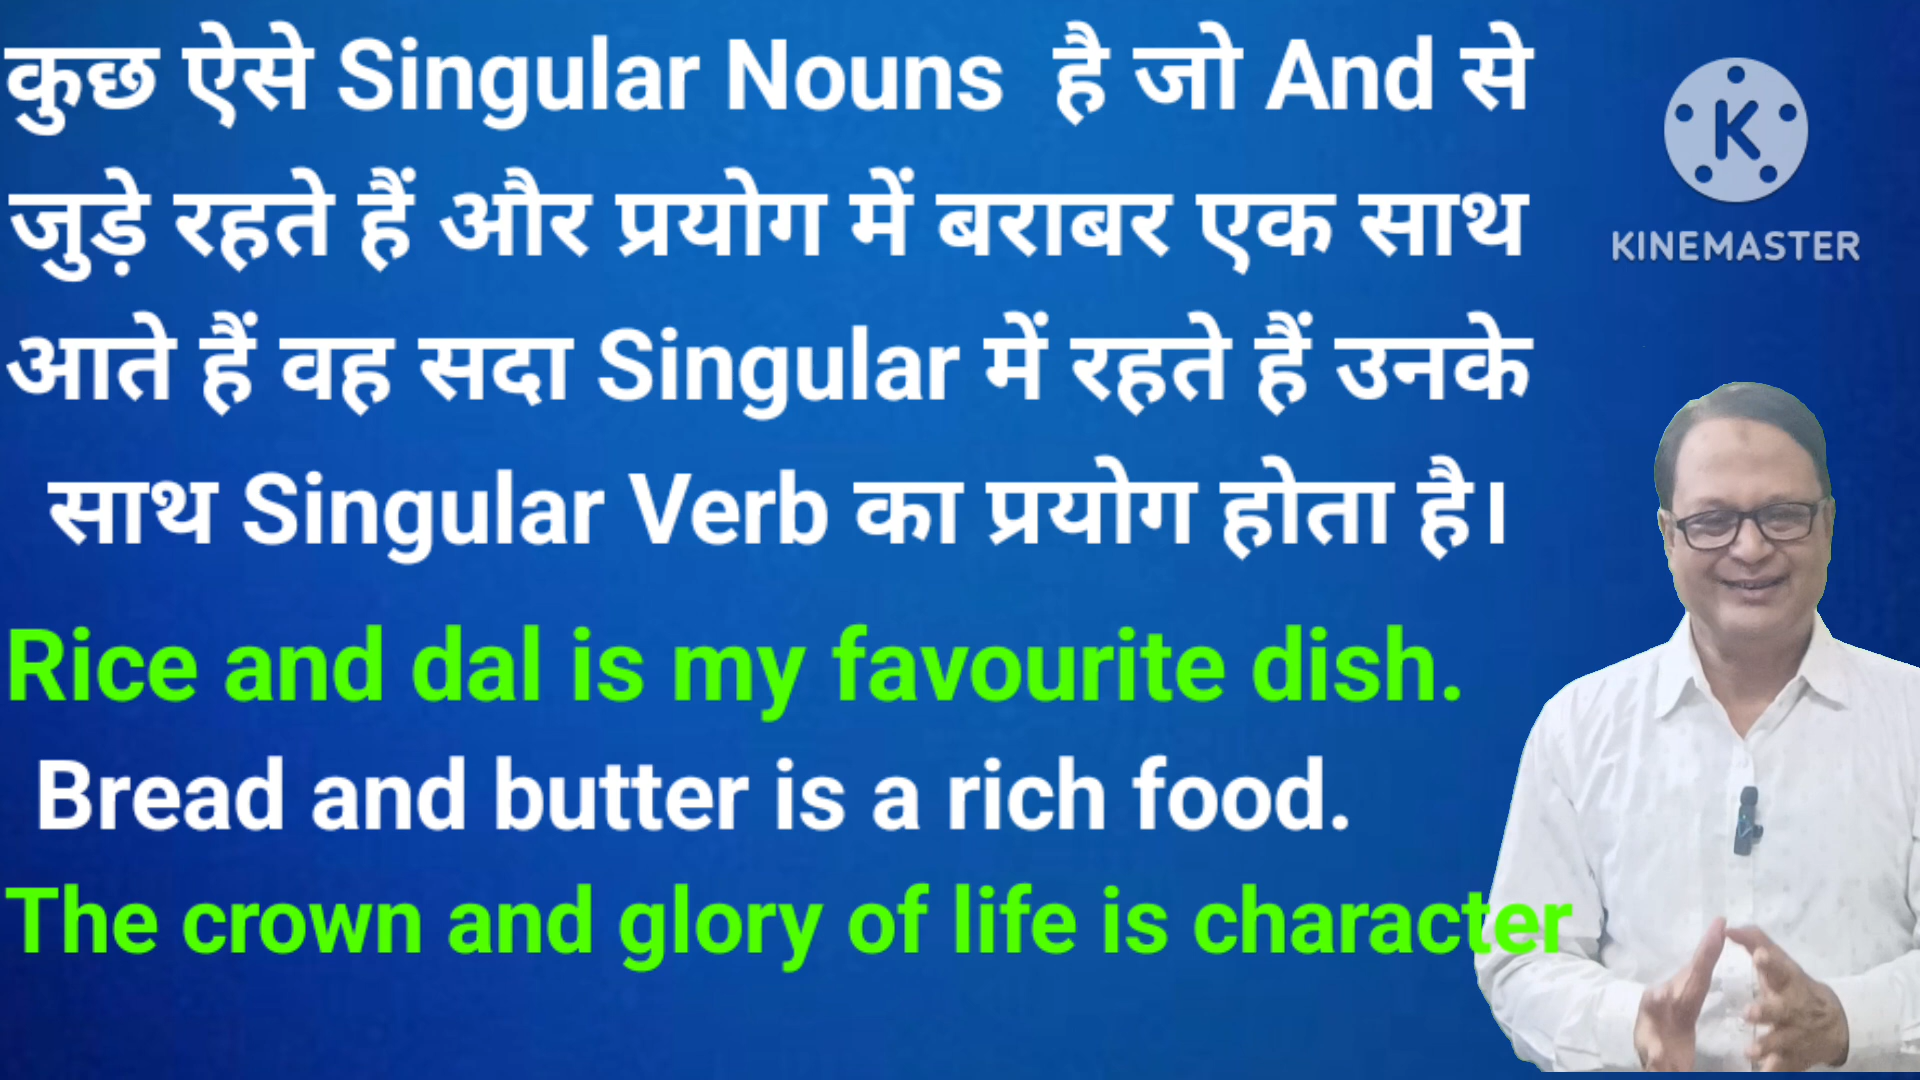 कुछ ऐसे Singular Nouns है जो And से
जुड़े रहते हैं और प्रयोग में बराबर एक साथ
आते हैं वह सदा Singular में रहते हैं उनके
साथ Singular Verb का प्रयोग होता है।
Rice and dal is my favourite dish.
Bread and butter is a rich food.
The crown and glory of life is character
K
KINEMASTER